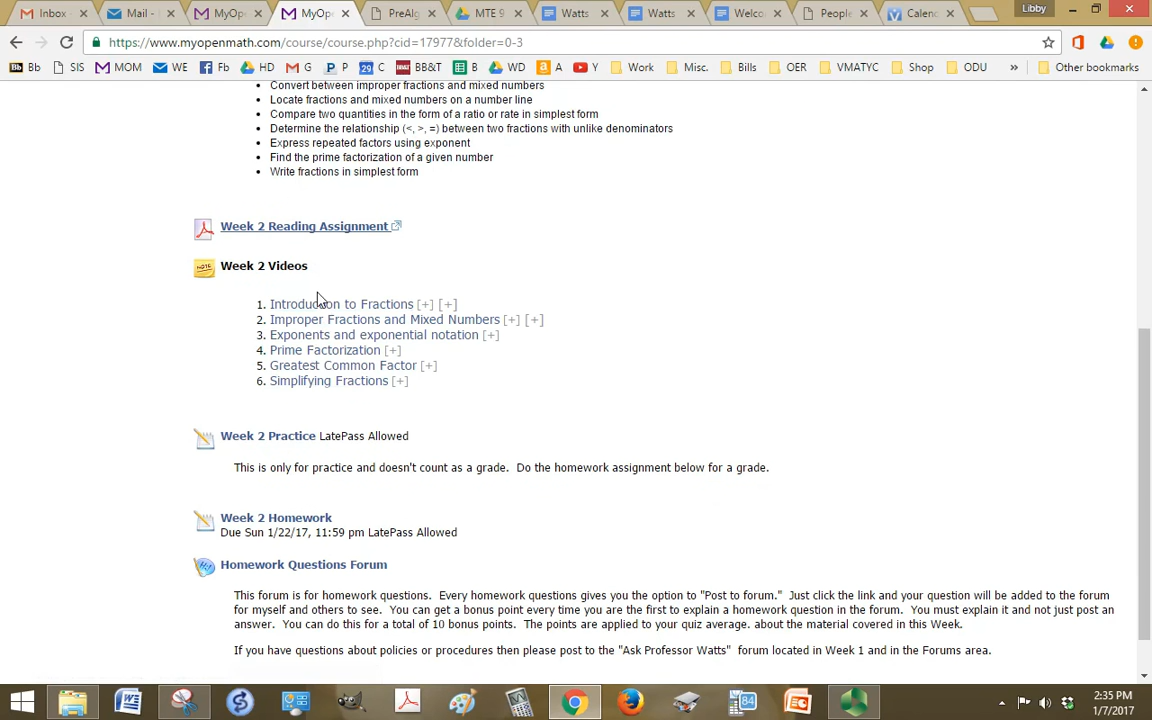 Inbox
Mail -
MyOpe
MyOpe
PreAlg
MTE 9
Watts
Watts
Welco
People
Calend
Libby
https://www.myopenmath.com/course/course.php?cid=17977&folder=0-3
Bb SIS MOM WE Fb HD G P C BB&T B WD A Y Work Misc. Bills OER VMATYC Shop ODU » Other bookmarks
• Convert between improper fractions and mixed numbers
• Locate fractions and mixed numbers on a number line
• Compare two quantities in the form of a ratio or rate in simplest form
• Determine the relationship (<, >, =) between two fractions with unlike denominators
• Express repeated factors using exponent
• Find the prime factorization of a given number
• Write fractions in simplest form
Week 2 Reading Assignment
NOTE
Week 2 Videos
1. Introduction to Fractions [+] [+]
2. Improper Fractions and Mixed Numbers [+] [+]
3. Exponents and exponential notation [+]
4. Prime Factorization [+]
5. Greatest Common Factor [+]
6. Simplifying Fractions [+]
Week 2 Practice LatePass Allowed
This is only for practice and doesn't count as a grade. Do the homework assignment below for a grade.
Week 2 Homework
Due Sun 1/22/17, 11:59 pm LatePass Allowed
Homework Questions Forum
This forum is for homework questions. Every homework questions gives you the option to "Post to forum." Just click the link and your question will be added to the forum
for myself and others to see. You can get a bonus point every time you are the first to explain a homework question in the forum. You must explain it and not just post an
answer. You can do this for a total of 10 bonus points. The points are applied to your quiz average. about the material covered in this Week.
If you have questions about policies or procedures then please post to the "Ask Professor Watts" forum located in Week 1 and in the Forums area.
84
2:35 PM
1/7/2017